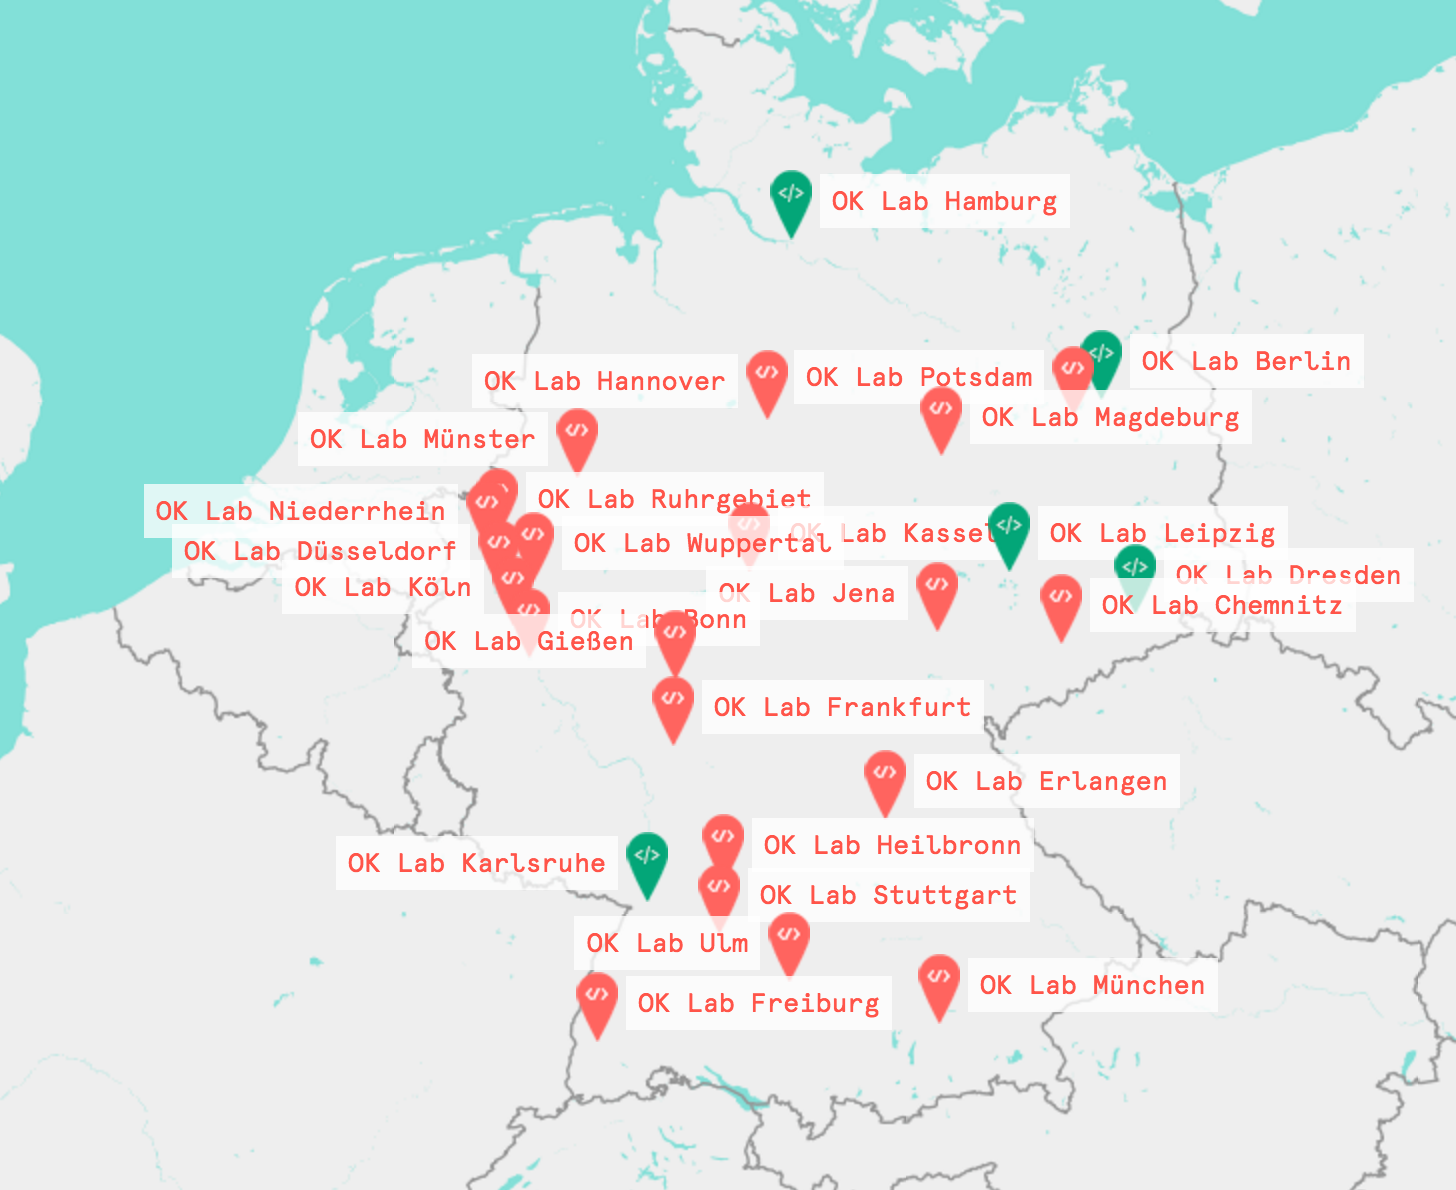 OK Lab Hamburg
OK Lab Berlin
OK Lab Hannover
OK Lab Potsdam
OK Lab Magdeburg
OK Lab Münster
OK Lab Ruhrgebiet
OK Lab Niederrhein
OK Lab Kassel
OK Lab Leipzig
OK Lab Wuppertal
OK Lab Düsseldorf
OK Lab Dresden
OK Lab Köln
OK Lab Jena
OK Lab Chemnitz
OK Lab Bonn
OK Lab Gießen
OK Lab Frankfurt
OK Lab Erlangen
OK Lab Heilbronn
OK Lab Karlsruhe
OK Lab Stuttgart
OK Lab Ulm
OK Lab München
OK Lab Freiburg